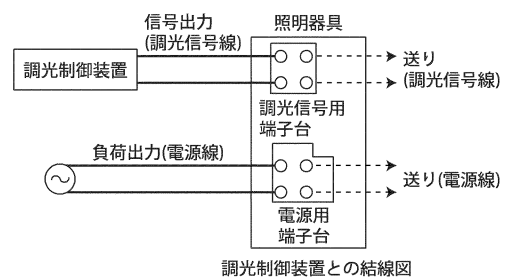 信号出力
(調光信号線)
照明器具
調光制御装置
送り
(調光信号線)
調光信号用
端子台
負荷出力(電源線)
送り(電源線)
電源用
端子台
調光制御装置との結線図